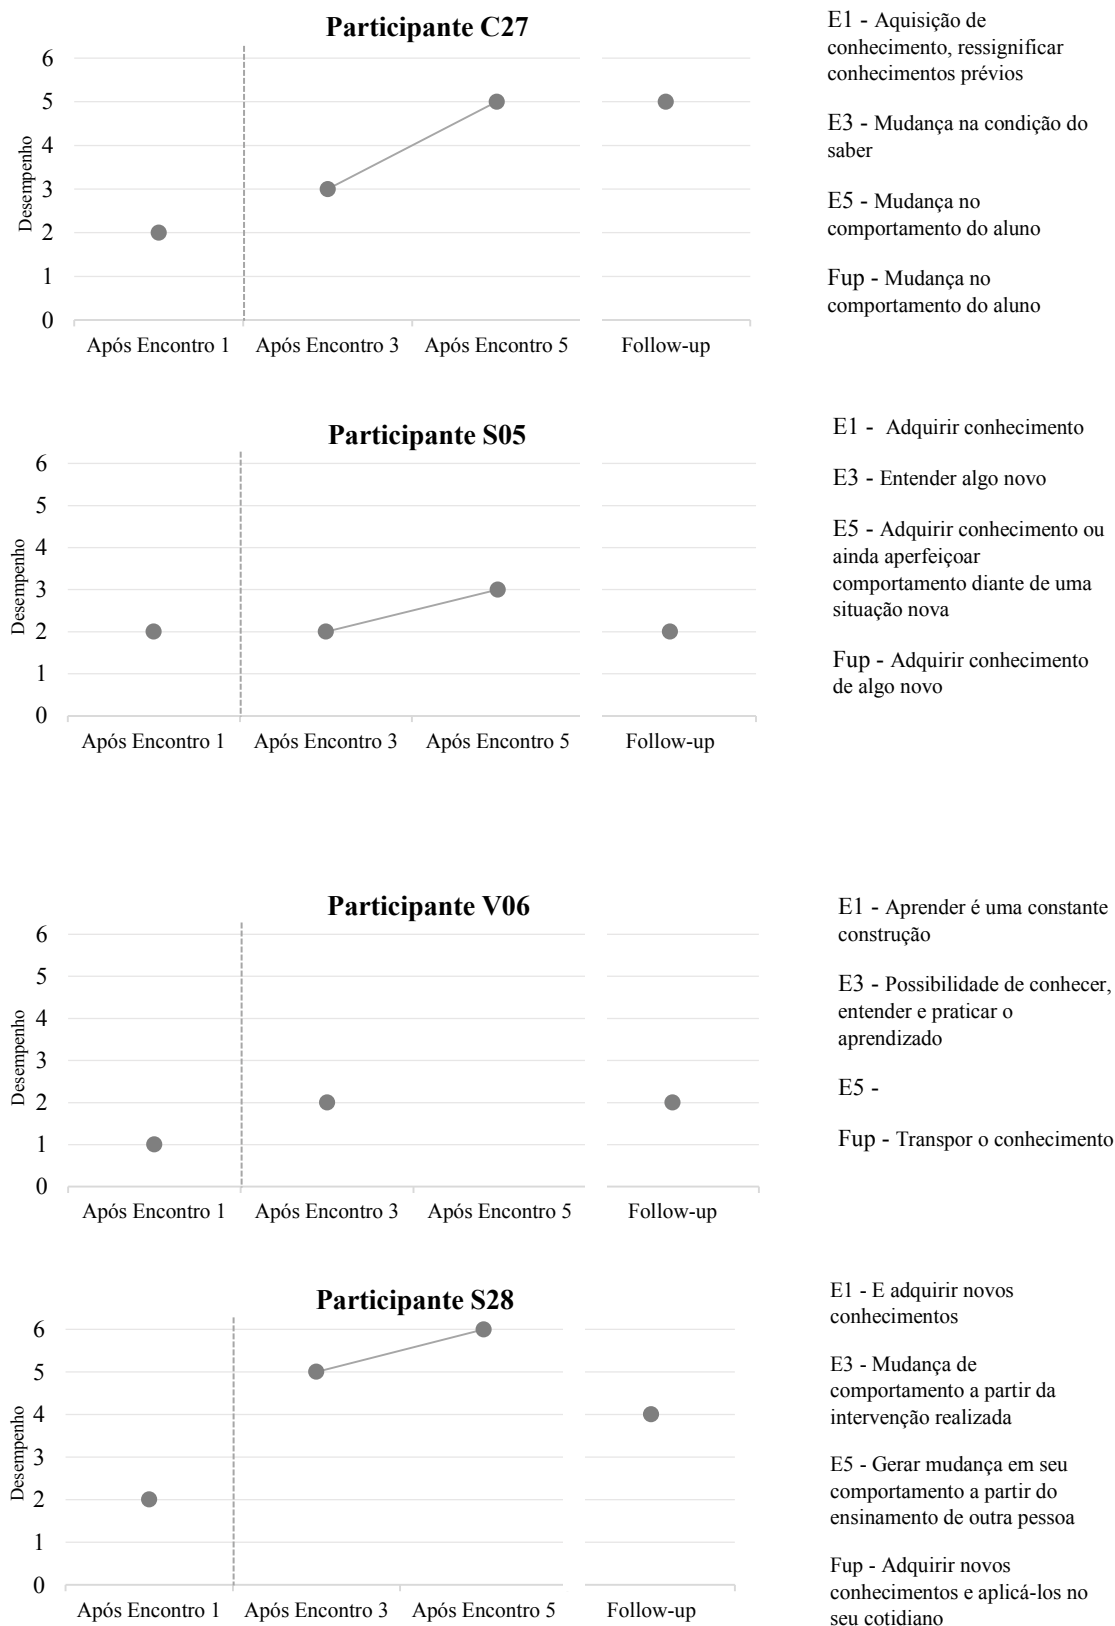 Participante C27
6
5
4
3
2
1
0
Desempenho
Após Encontro 1
Após Encontro 3
Após Encontro 5
Follow-up
E1 - Aquisição de
conhecimento, ressignificar
conhecimentos prévios
E3 - Mudança na condição do
saber
E5 - Mudança no
comportamento do aluno
Fup - Mudança no
comportamento do aluno
Participante S05
6
5
4
3
2
1
0
Desempenho
Após Encontro 1
Após Encontro 3
Após Encontro 5
Follow-up
E1 - Adquirir conhecimento
E3 - Entender algo novo
E5 - Adquirir conhecimento ou
ainda aperfeiçoar
comportamento diante de uma
situação nova
Fup - Adquirir conhecimento
de algo novo
Participante V06
6
5
4
3
2
1
0
Desempenho
Após Encontro 1
Após Encontro 3
Após Encontro 5
Follow-up
E1 - Aprender é uma constante
construção
E3 - Possibilidade de conhecer,
entender e praticar o
aprendizado
E5 -
Fup - Transpor o conhecimento
Participante S28
6
5
4
3
2
1
0
Desempenho
Após Encontro 1
Após Encontro 3
Após Encontro 5
Follow-up
E1 - E adquirir novos
conhecimentos
E3 - Mudança de
comportamento a partir da
intervenção realizada
E5 - Gerar mudança em seu
comportamento a partir do
ensinamento de outra pessoa
Fup - Adquirir novos
conhecimentos e aplicá-los no
seu cotidiano